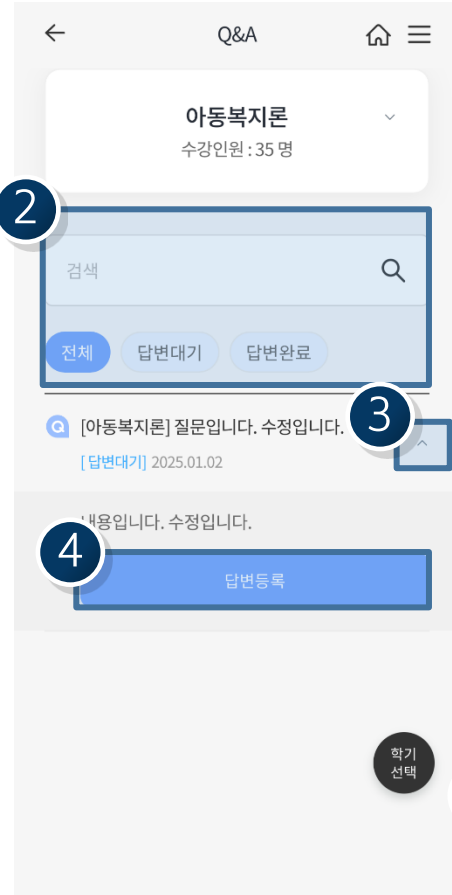 Q&A
아동복지론
수강인원 : 35 명
2
검색
전체 답변대기 답변완료
3
[아동복지론] 질문입니다. 수정입니다.
[답변대기] 2025.01.02
내용입니다. 수정입니다.
4
답변등록
학기
선택